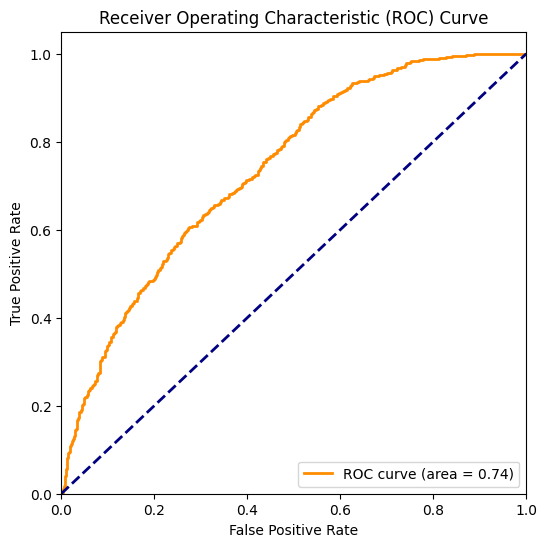 Receiver Operating Characteristic (ROC) Curve
1.0
0.8
0.6
0.4
0.2
0.0
True Positive Rate
ROC curve (area = 0.74)
0.0 0.2 0.4 0.6 0.8 1.0
False Positive Rate